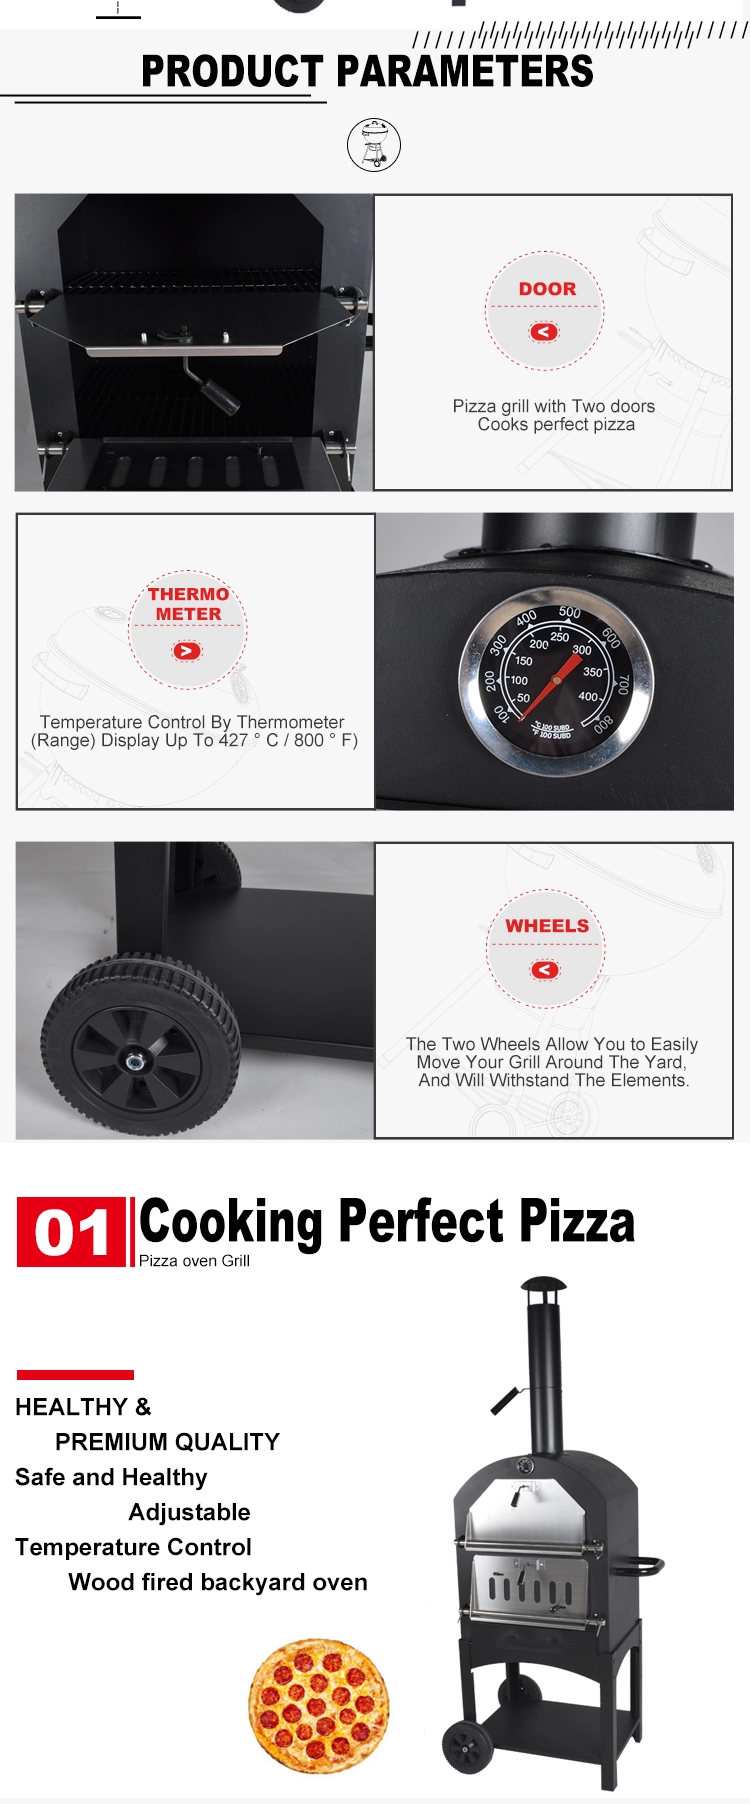 PRODUCT PARAMETERS
DOOR
<
Pizza grill with Two doors
Cooks perfect pizza
THERMO
METER
>
Temperature Control By Thermometer
(Range) Display Up To 427 ° C / 800 ° F)
100 200 300 400 500 600 700 800
50 100 150 200 250 300 350 400
°C 100 SUBD
°F 100 SUBD
WHEELS
<
The Two Wheels Allow You to Easily
Move Your Grill Around The Yard,
And Will Withstand The Elements.
01
Cooking Perfect Pizza
Pizza oven Grill
HEALTHY &
PREMIUM QUALITY
Safe and Healthy
Adjustable
Temperature Control
Wood fired backyard oven